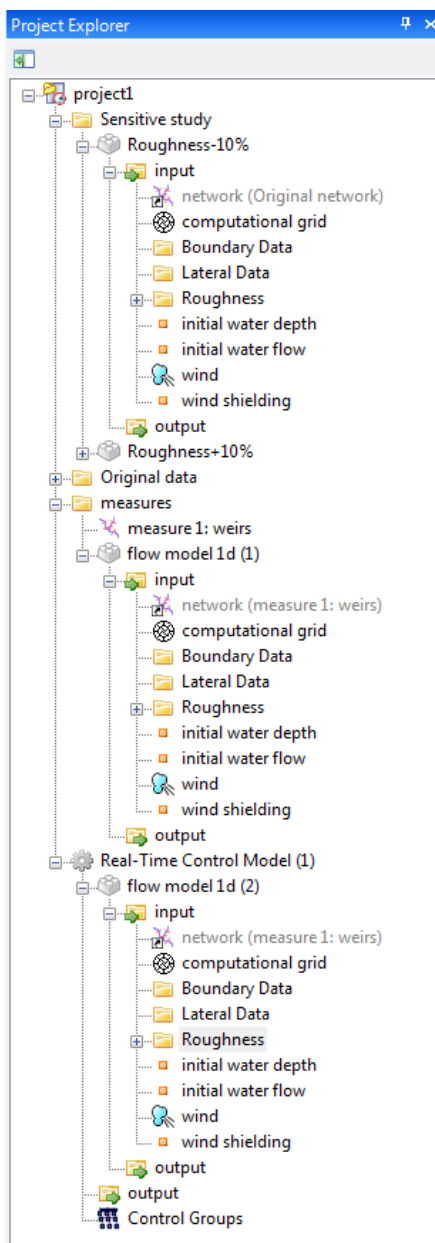 Project Explorer
project1
Sensitive study
Roughness-10%
input
network (Original network)
computational grid
Boundary Data
Lateral Data
Roughness
initial water depth
initial water flow
wind
wind shielding
output
Roughness+10%
Original data
measures
measure 1: weirs
flow model 1d (1)
input
network (measure 1: weirs)
computational grid
Boundary Data
Lateral Data
Roughness
initial water depth
initial water flow
wind
wind shielding
output
Real-Time Control Model (1)
flow model 1d (2)
input
network (measure 1: weirs)
computational grid
Boundary Data
Lateral Data
Roughness
initial water depth
initial water flow
wind
wind shielding
output
output
Control Groups